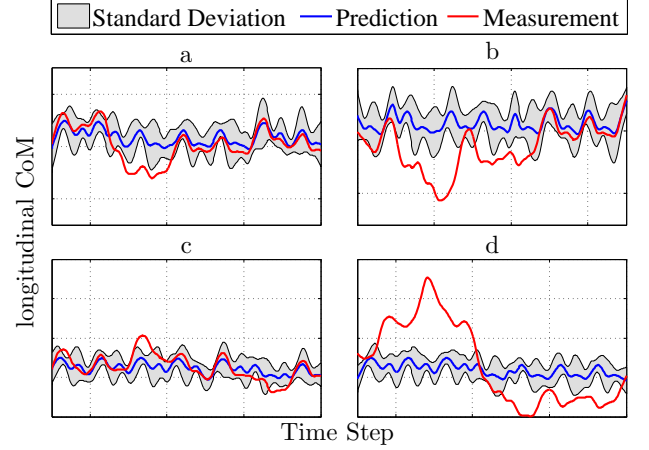 Standard Deviation Prediction Measurement
a b
longitudinal CoM
c d
Time Step